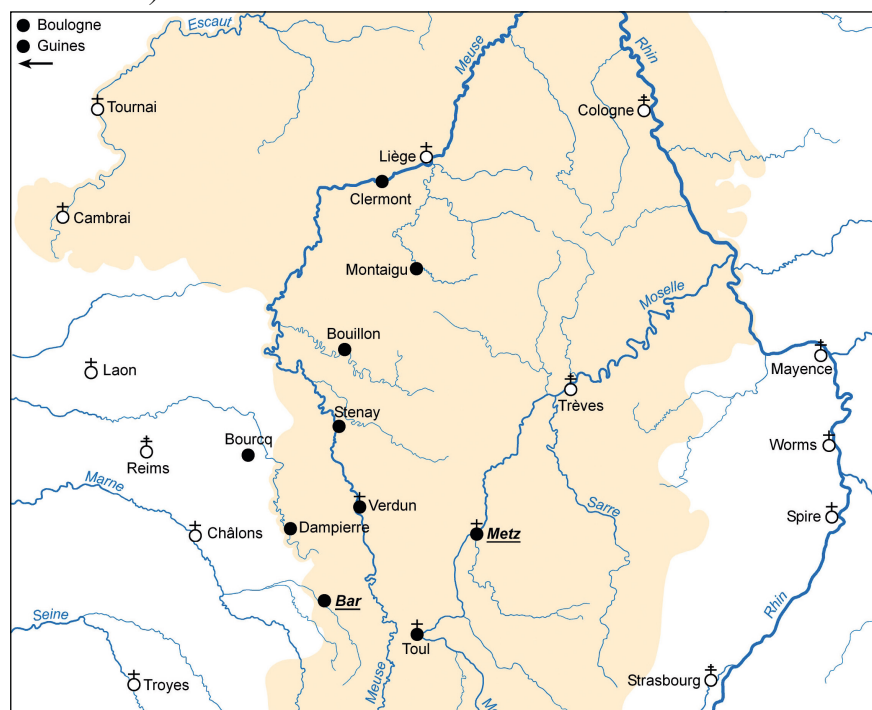 Boulogne
Guines
Escaut
Meuse
Rhin
Tournai
Cologne
Liège
Clermont
Cambrai
Montaigu
Moselle
Bouillon
Laon
Mayence
Trèves
Stenay
Bourcq
Reims
Worms
Marne
Verdun
Sarre
Spire
Châlons
Dampierre
Metz
Bar
Rhin
Seine
Toul
Meuse
Troyes
Strasbourg